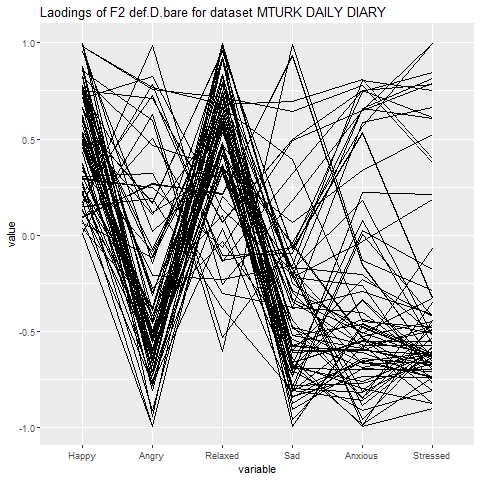 Laodings of F2 def.D.bare for dataset MTURK DAILY DIARY
1.0
0.5
0.0
-0.5
-1.0
value
Happy Angry Relaxed Sad Anxious Stressed
variable